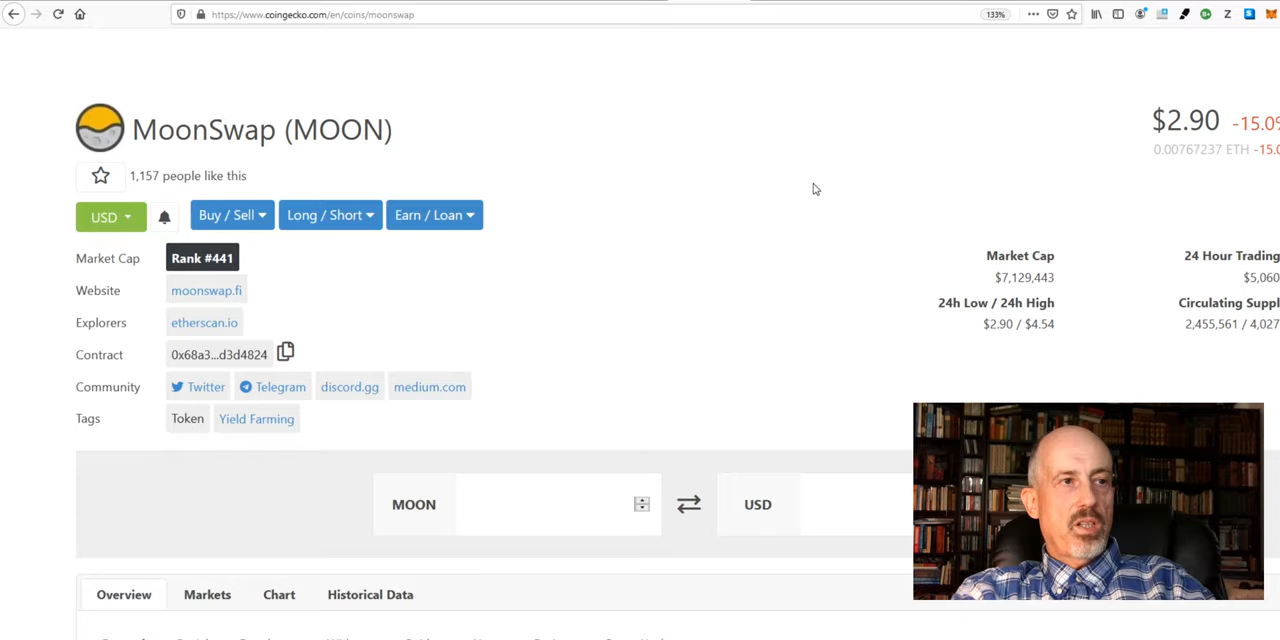 https://www.coingecko.com/en/coins/moonswap
133%
MoonSwap (MOON)
$2.90 -15.0%
0.00767237 ETH -15.0
1,157 people like this
USD
Buy / Sell
Long / Short
Earn / Loan
Market Cap
Rank #441
Website
moonswap.fi
Explorers
etherscan.io
Contract
0x68a3...d3d4824
Community
Twitter
Telegram
discord.gg
medium.com
Tags
Token
Yield Farming
Market Cap
$7,129,443
24 Hour Trading
$5,060
24h Low / 24h High
$2.90 / $4.54
Circulating Suppl
2,455,561 / 4,027
MOON
USD
Overview
Markets
Chart
Historical Data